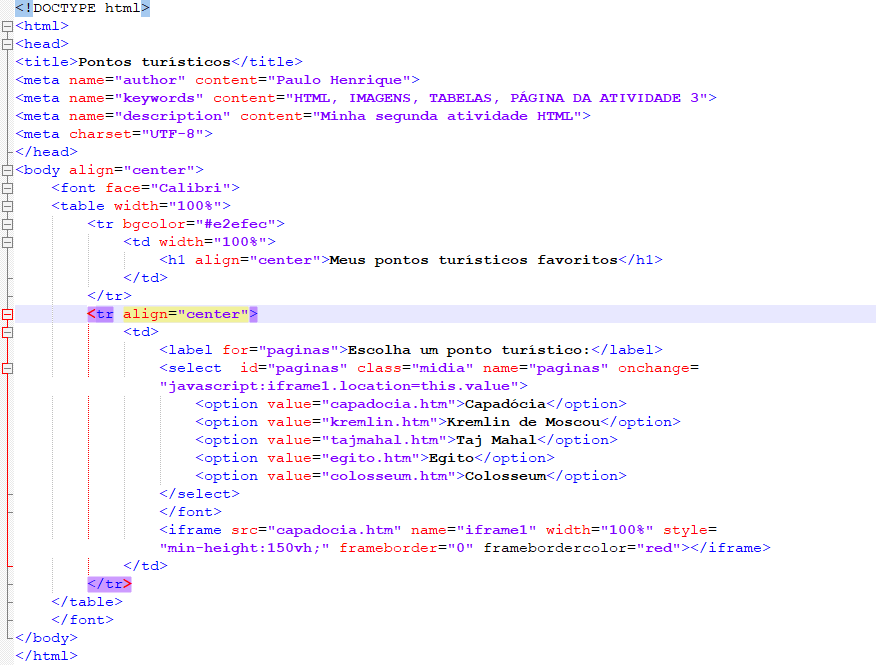 <!DOCTYPE html>
<html>
<head>
<title>Pontos turísticos</title>
<meta name="author" content="Paulo Henrique">
<meta name="keywords" content="HTML, IMAGENS, TABELAS, PÁGINA DA ATIVIDADE 3">
<meta name="description" content="Minha segunda atividade HTML">
<meta charset="UTF-8">
</head>
<body align="center">
    <font face="Calibri">
    <table width="100%">
        <tr bgcolor="#e2efec">
            <td width="100%">
                <h1 align="center">Meus pontos turísticos favoritos</h1>
            </td>
        </tr>
        <tr align="center">
            <td>
                <label for="paginas">Escolha um ponto turístico:</label>
                <select  id="paginas" class="midia" name="paginas" onchange=
                "javascript:iframe1.location=this.value">
                    <option value="capadocia.htm">Capadócia</option>
                    <option value="kremlin.htm">Kremlin de Moscou</option>
                    <option value="tajmahal.htm">Taj Mahal</option>
                    <option value="egito.htm">Egito</option>
                    <option value="colosseum.htm">Colosseum</option>
                </select>
                </font>
                <iframe src="capadocia.htm" name="iframe1" width="100%" style=
                "min-height:150vh;" frameborder="0" framebordercolor="red"></iframe>
            </td>
        </tr>
    </table>
    </font>
</body>
</html>